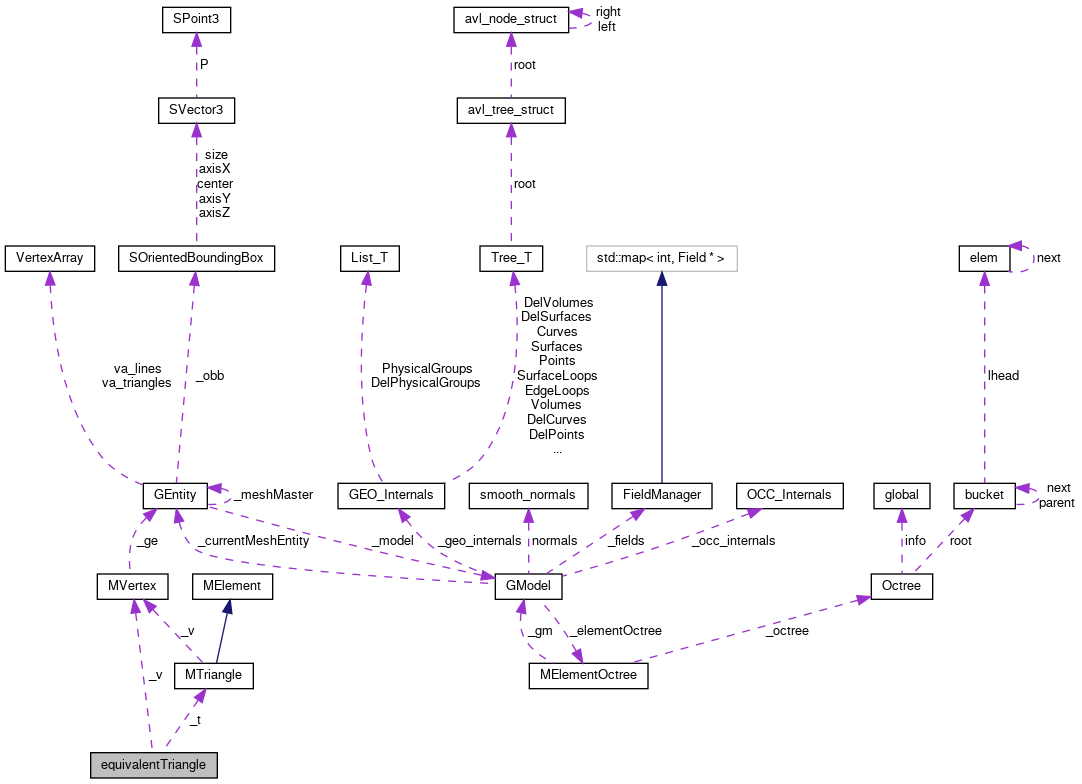 SPoint3
avl_node_struct
right
left
P
root
SVector3
avl_tree_struct
size
axisX
center
axisY
axisZ
root
VertexArray
SOrientedBoundingBox
List_T
Tree_T
std::map< int, Field * >
elem
next
va_lines
va_triangles
_obb
PhysicalGroups
DelPhysicalGroups
DelVolumes
DelSurfaces
Curves
Surfaces
Points
SurfaceLoops
EdgeLoops
Volumes
DelCurves
DelPoints
...
lhead
GEntity
_meshMaster
GEO_Internals
smooth_normals
FieldManager
OCC_Internals
global
bucket
next
parent
_ge
_currentMeshEntity
_model
_geo_internals
normals
_fields
_occ_internals
info
root
MVertex
MElement
GModel
Octree
_v
_gm
_elementOctree
_octree
_v
MTriangle
MElementOctree
_t
equivalentTriangle